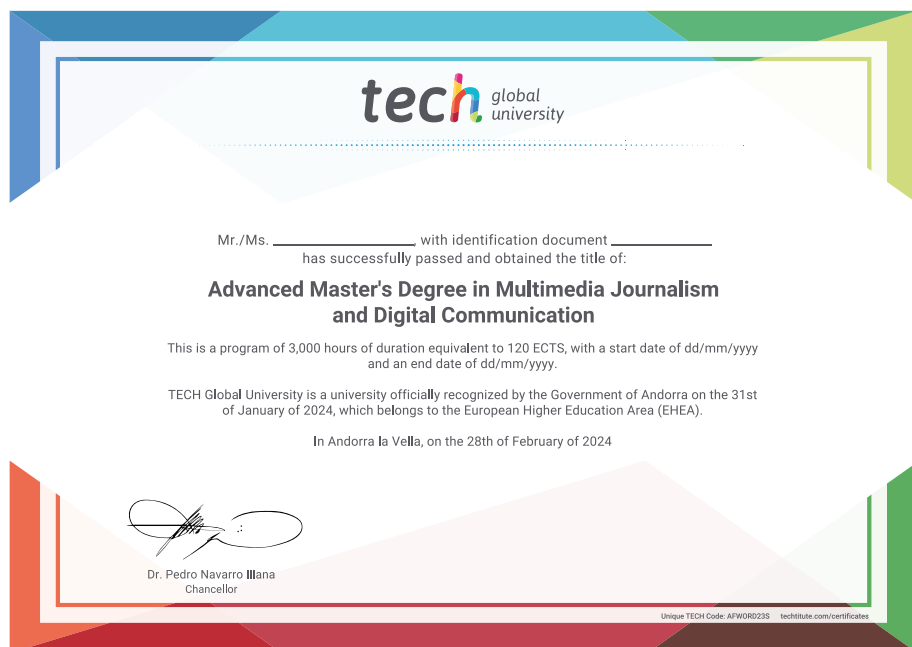 tech global university
Mr./Ms. ____________________, with identification document ______________
has successfully passed and obtained the title of:
Advanced Master's Degree in Multimedia Journalism
and Digital Communication
This is a program of 3,000 hours of duration equivalent to 120 ECTS, with a start date of dd/mm/yyyy
and an end date of dd/mm/yyyy.
TECH Global University is a university officially recognized by the Government of Andorra on the 31st
of January of 2024, which belongs to the European Higher Education Area (EHEA).
In Andorra la Vella, on the 28th of February of 2024
Dr. Pedro Navarro Illana
Chancellor
Unique TECH Code: AFWORD23S techtitute.com/certificates